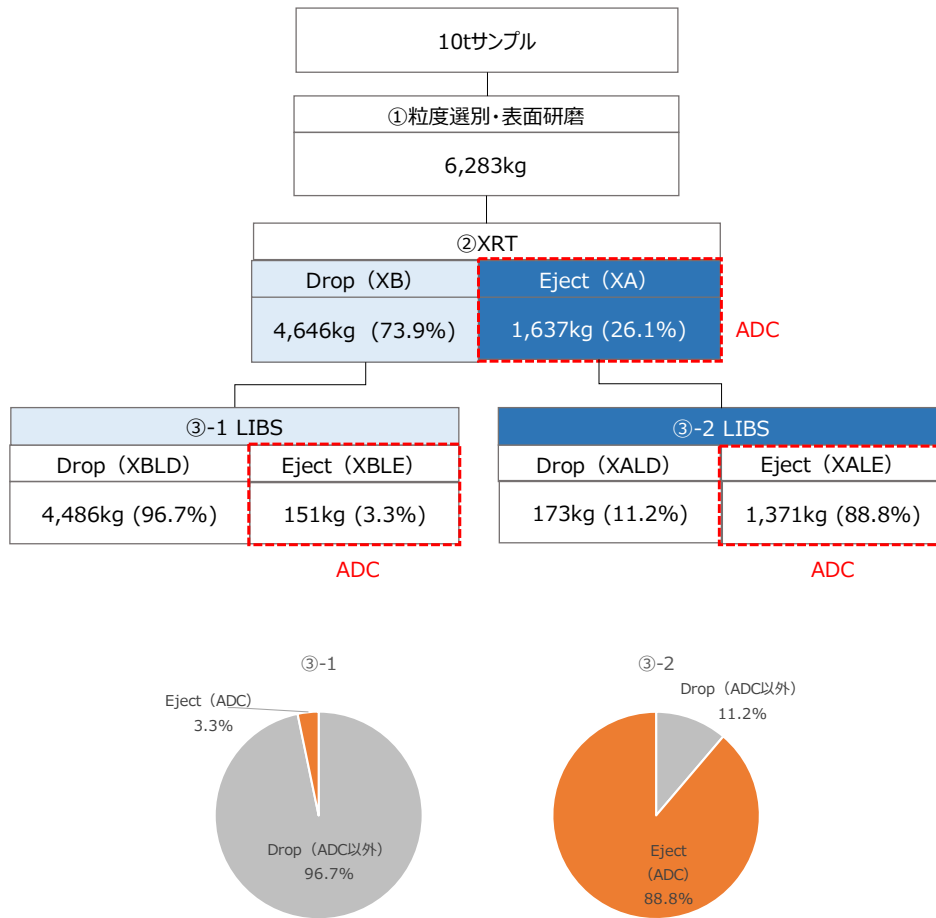 10tサンプル
①粒度選別・表面研磨
6,283kg
②XRT
Drop（XB） Eject（XA）
4,646kg (73.9%) 1,637kg (26.1%) ADC
③-1 LIBS ③-2 LIBS
Drop（XBLD） Eject（XBLE） Drop（XALD） Eject（XALE）
4,486kg (96.7%) 151kg (3.3%) 173kg (11.2%) 1,371kg (88.8%)
ADC ADC
③-1
Eject（ADC）
3.3%
Drop（ADC以外）
96.7%
③-2
Drop（ADC以外）
11.2%
Eject
（ADC）
88.8%